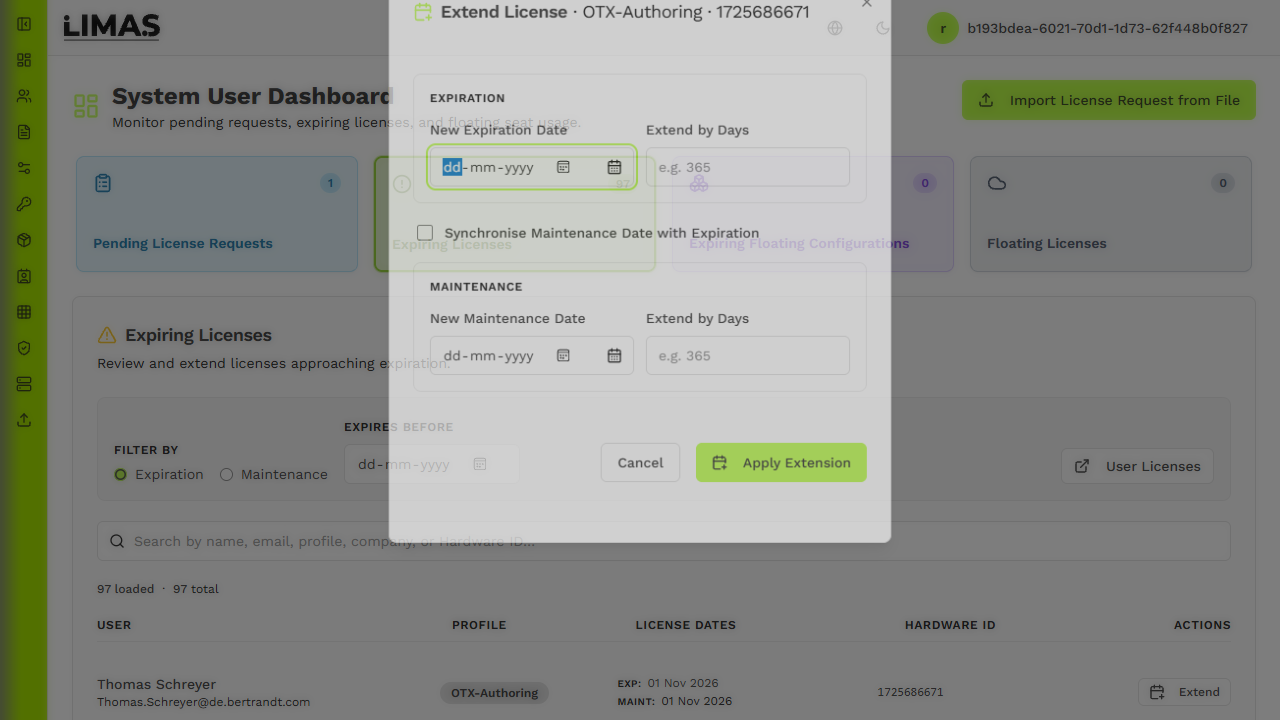 LIMAS
r
b193bdea-6021-70d1-1d73-62f448b0f827
Extend License · OTX-Authoring · 1725686671
System User Dashboard
Monitor pending requests, expiring licenses, and floating seat usage.
Import License Request from File
1
Pending License Requests
97
Expiring Licenses
0
Expiring Floating Configurations
0
Floating Licenses
EXPIRATION
New Expiration Date
Extend by Days
dd-mm-yyyy
e.g. 365
Synchronise Maintenance Date with Expiration
MAINTENANCE
New Maintenance Date
Extend by Days
dd-mm-yyyy
e.g. 365
Cancel
Apply Extension
Expiring Licenses
Review and extend licenses approaching expiration.
FILTER BY
Expiration
Maintenance
EXPIRES BEFORE
dd-mm-yyyy
User Licenses
Search by name, email, profile, company, or Hardware ID...
97 loaded · 97 total
USER PROFILE LICENSE DATES HARDWARE ID ACTIONS
Thomas Schreyer
Thomas.Schreyer@de.bertrandt.com
OTX-Authoring
EXP: 01 Nov 2026
MAINT: 01 Nov 2026
1725686671
Extend